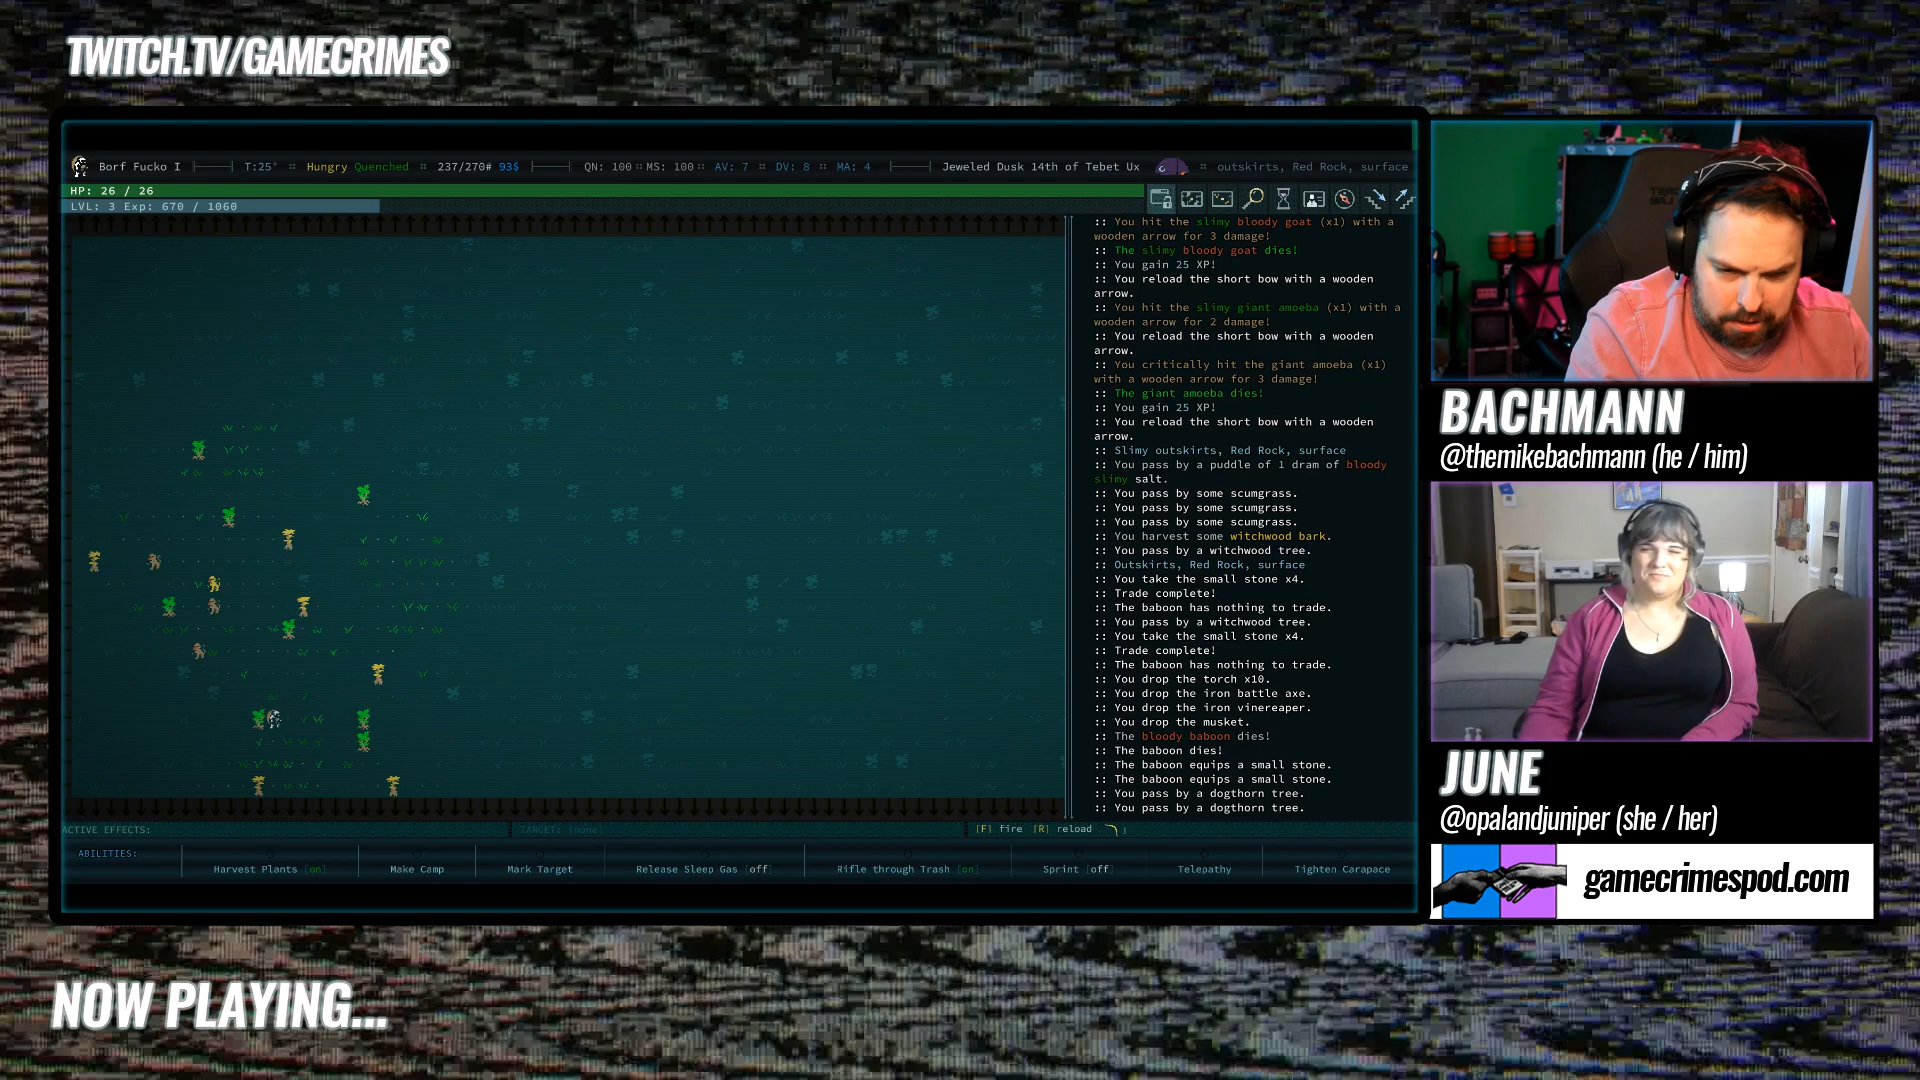 TWITCH.TV/GAMECRIMES
Borf Fucko I T:25° :: Hungry Quenched :: 237/270# 93$ QN: 100 :: MS: 100 :: AV: 7 :: DV: 8 :: MA: 4 Jeweled Dusk 14th of Tebet Ux :: outskirts, Red Rock, surface
HP: 26 / 26
LVL: 3 Exp: 670 / 1060
:: You hit the slimy bloody goat (x1) with a
wooden arrow for 3 damage!
:: The slimy bloody goat dies!
:: You gain 25 XP!
:: You reload the short bow with a wooden
arrow.
:: You hit the slimy giant amoeba (x1) with a
wooden arrow for 2 damage!
:: You reload the short bow with a wooden
arrow.
:: You critically hit the giant amoeba (x1)
with a wooden arrow for 3 damage!
:: The giant amoeba dies!
:: You gain 25 XP!
:: You reload the short bow with a wooden
arrow.
:: Slimy outskirts, Red Rock, surface
:: You pass by a puddle of 1 dram of bloody
slimy salt.
:: You pass by some scumgrass.
:: You pass by some scumgrass.
:: You pass by some scumgrass.
:: You harvest some witchwood bark.
:: You pass by a witchwood tree.
:: Outskirts, Red Rock, surface
:: You take the small stone x4.
:: Trade complete!
:: The baboon has nothing to trade.
:: You pass by a witchwood tree.
:: You take the small stone x4.
:: Trade complete!
:: The baboon has nothing to trade.
:: You drop the torch x10.
:: You drop the iron battle axe.
:: You drop the iron vinereaper.
:: You drop the musket.
:: The bloody baboon dies!
:: The baboon dies!
:: The baboon equips a small stone.
:: The baboon equips a small stone.
:: You pass by a dogthorn tree.
:: You pass by a dogthorn tree.
ACTIVE EFFECTS: TARGET: [none] [F] fire [R] reload
ABILITIES: Harvest Plants [on] Make Camp Mark Target Release Sleep Gas [off] Rifle through Trash [on] Sprint [off] Telepathy Tighten Carapace
BACHMANN
@themikebachmann (he / him)
JUNE
@opalandjuniper (she / her)
gamecrimespod.com
NOW PLAYING...